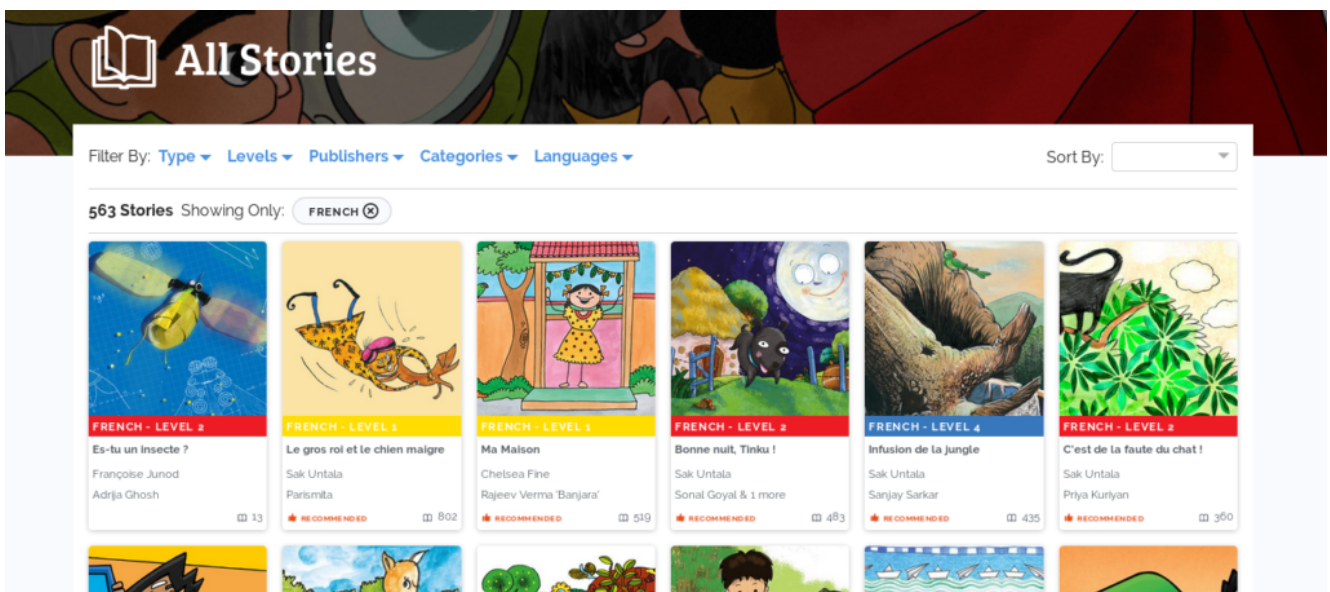 All Stories
Filter By: Type Levels Publishers Categories Languages Sort By:
563 Stories Showing Only: FRENCH
FRENCH - LEVEL 2
Es-tu un insecte ?
Françoise Junod
Adrija Ghosh
13
FRENCH - LEVEL 1
Le gros roi et le chien maigre
Sak Untala
Parismita
RECOMMENDED 802
FRENCH - LEVEL 1
Ma Maison
Chelsea Fine
Rajeev Verma 'Banjara'
RECOMMENDED 519
FRENCH - LEVEL 2
Bonne nuit, Tinku !
Sak Untala
Sonal Goyal & 1 more
RECOMMENDED 483
FRENCH - LEVEL 4
Infusion de la jungle
Sak Untala
Sanjay Sarkar
RECOMMENDED 435
FRENCH - LEVEL 2
C'est de la faute du chat !
Sak Untala
Priya Kuriyan
RECOMMENDED 360